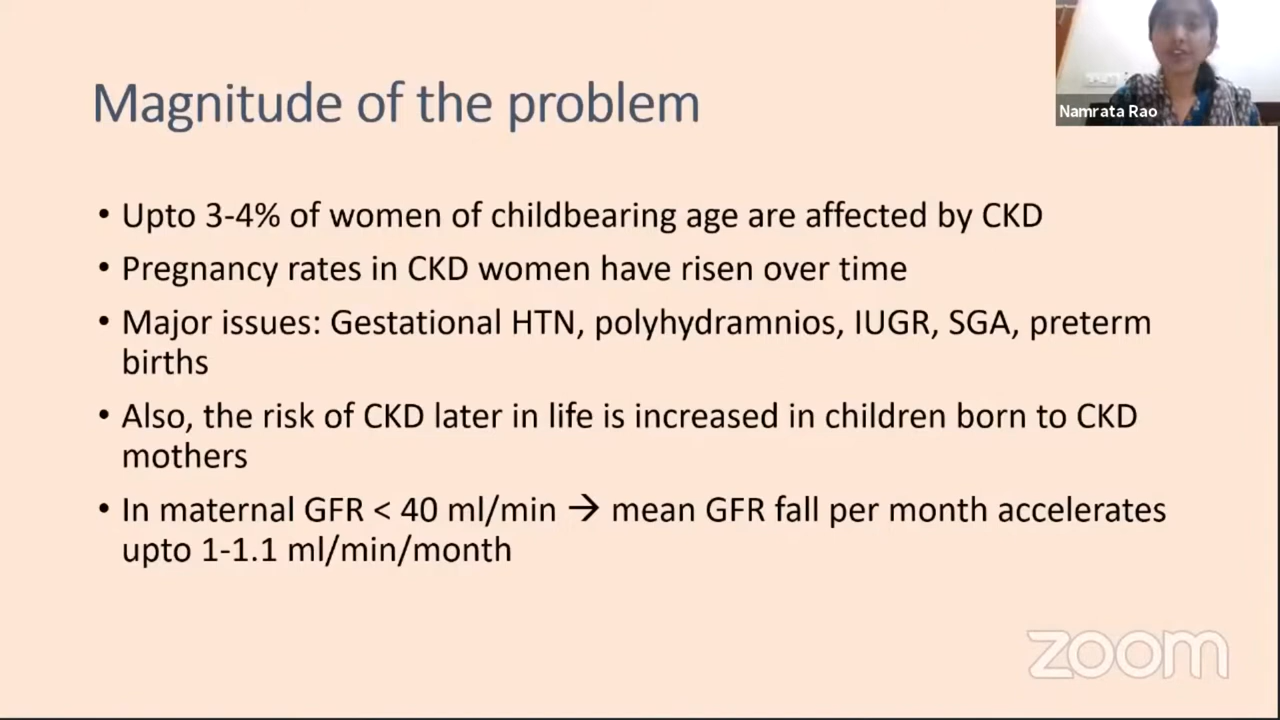 Magnitude of the problem
Namrata Rao
• Upto 3-4% of women of childbearing age are affected by CKD
• Pregnancy rates in CKD women have risen over time
• Major issues: Gestational HTN, polyhydramnios, IUGR, SGA, preterm
births
• Also, the risk of CKD later in life is increased in children born to CKD
mothers
• In maternal GFR < 40 ml/min → mean GFR fall per month accelerates
upto 1-1.1 ml/min/month
zoom